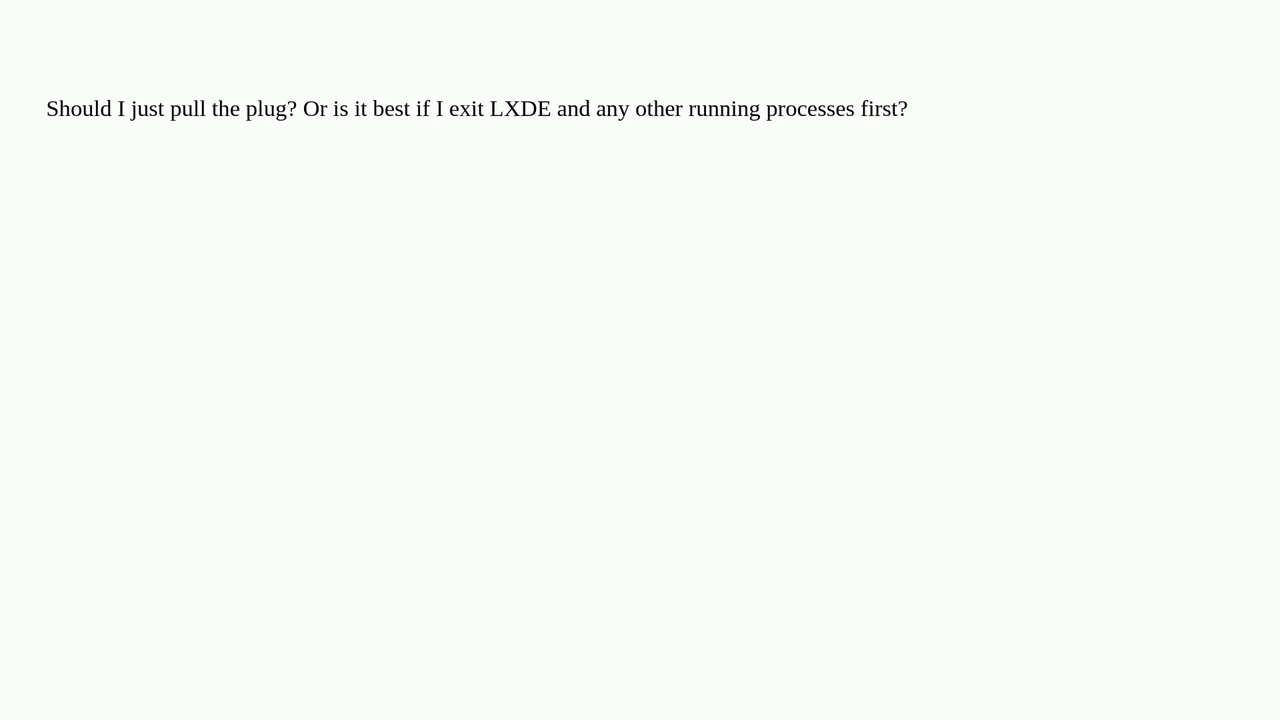 Should I just pull the plug? Or is it best if I exit LXDE and any other running processes first?